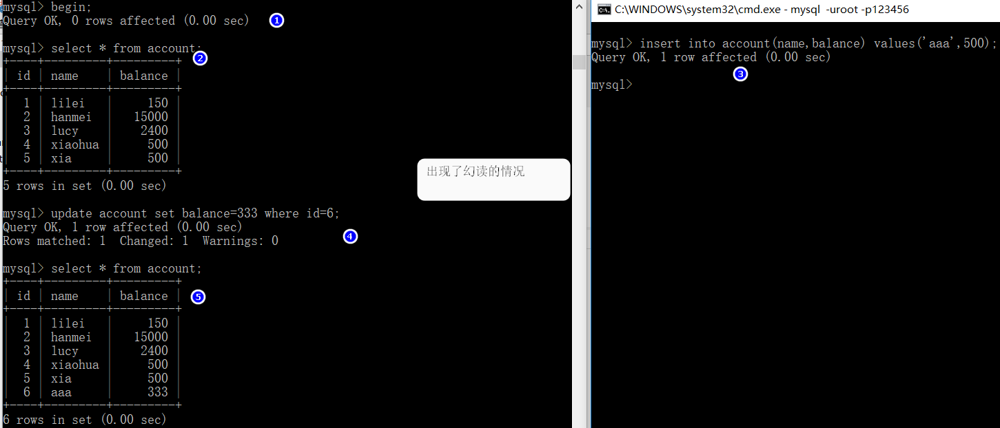 mysql> begin;
Query OK, 0 rows affected (0.00 sec)
1
mysql> select * from account;
2
+----+---------+---------+
| id | name    | balance |
+----+---------+---------+
|  1 | lilei   |     150 |
|  2 | hanmei  |   15000 |
|  3 | lucy    |    2400 |
|  4 | xiaohua |     500 |
|  5 | xia     |     500 |
+----+---------+---------+
5 rows in set (0.00 sec)
mysql> update account set balance=333 where id=6;
Query OK, 1 row affected (0.00 sec)
Rows matched: 1  Changed: 1  Warnings: 0
4
mysql> select * from account;
+----+---------+---------+
| id | name    | balance |
5
+----+---------+---------+
|  1 | lilei   |     150 |
|  2 | hanmei  |   15000 |
|  3 | lucy    |    2400 |
|  4 | xiaohua |     500 |
|  5 | xia     |     500 |
|  6 | aaa     |     333 |
+----+---------+---------+
6 rows in set (0.00 sec)
出现了幻读的情况
C:\WINDOWS\system32\cmd.exe - mysql  -uroot -p123456
mysql> insert into account(name,balance) values('aaa',500);
Query OK, 1 row affected (0.00 sec)
3
mysql>